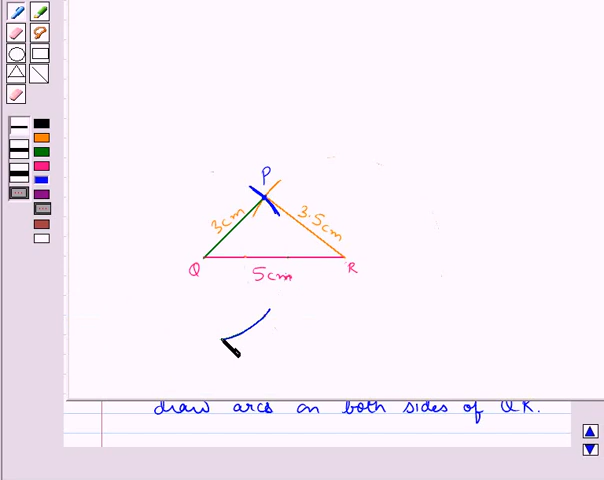 P
3cm
3.5cm
Q
R
5cm
draw arcs on both sides of QR.